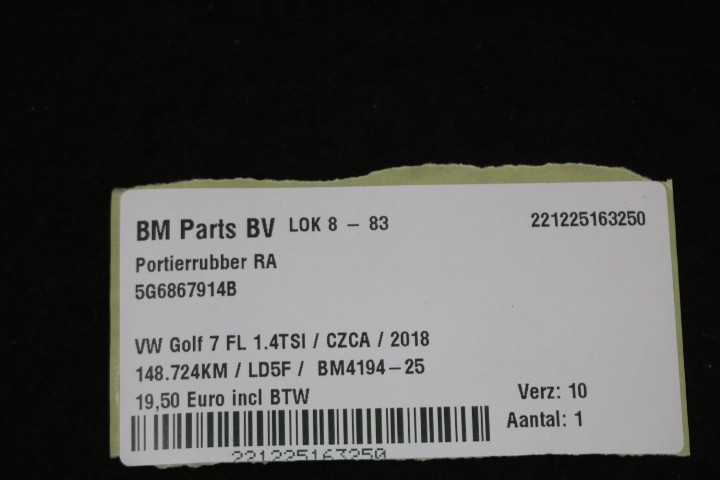 BM Parts BV LOK 8 - 83 221225163250
Portierrubber RA
5G6867914B
VW Golf 7 FL 1.4TSI / CZCA / 2018
148.724KM / LD5F / BM4194-25
19,50 Euro incl BTW
Verz: 10
Aantal: 1
221225163250